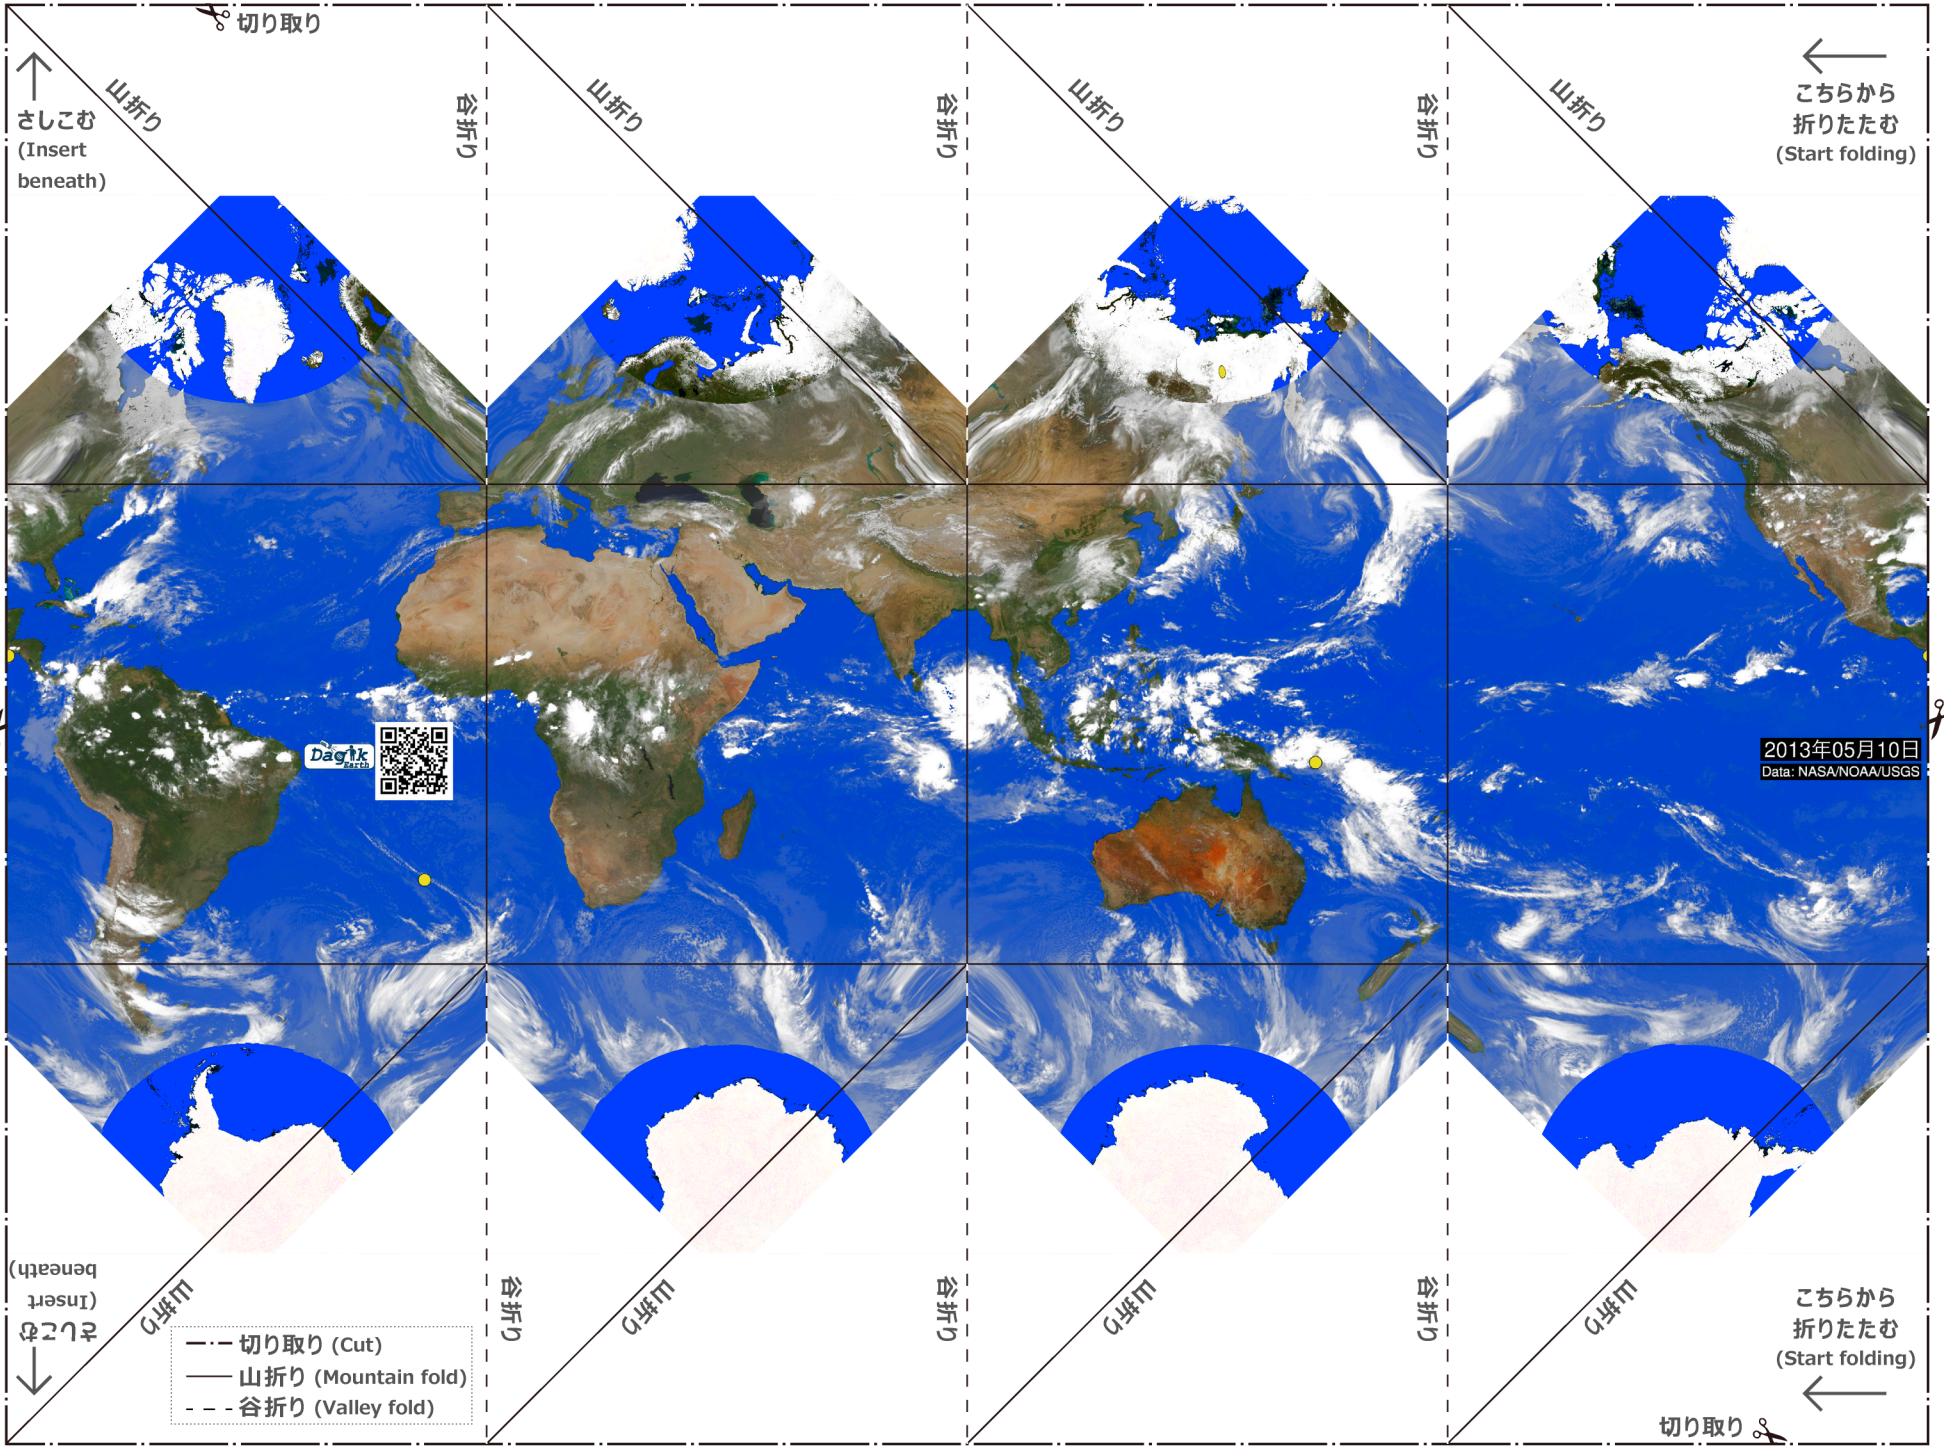 切り取り
山折り
谷折り
山折り
谷折り
山折り
谷折り
山折り
さしこむ
(Insert
beneath)
こちらから
折りたたむ
(Start folding)
Dagik
Earth
2013年05月10日
Data: NASA/NOAA/USGS
さしこむ
(Insert
beneath)
山折り
谷折り
山折り
谷折り
山折り
谷折り
山折り
こちらから
折りたたむ
(Start folding)
切り取り (Cut)
山折り (Mountain fold)
谷折り (Valley fold)
切り取り